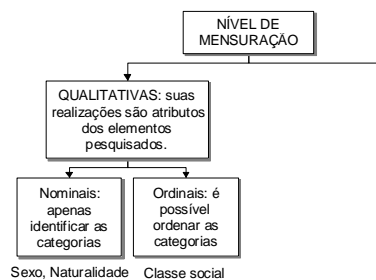 NÍVEL DE
MENSURAÇÃO
QUALITATIVAS: suas
realizações são atributos
dos elementos
pesquisados.
Nominais:
apenas
identificar as
categorias
Ordinais: é
possível
ordenar as
categorias
Sexo, Naturalidade
Classe social